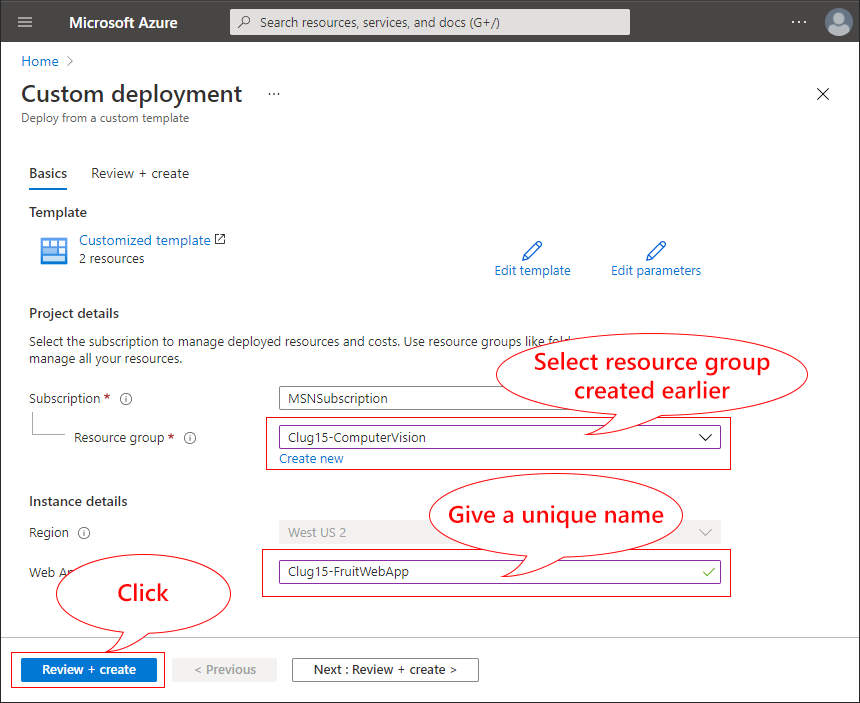 Microsoft Azure
Search resources, services, and docs (G+/)
Home
Custom deployment
Deploy from a custom template
Basics
Review + create
Template
Customized template
2 resources
Edit template
Edit parameters
Project details
Select the subscription to manage deployed resources and costs. Use resource groups like
manage all your resources.
Select resource group
created earlier
Subscription *
MSNSubscription
Resource group *
Clug15-ComputerVision
Create new
Instance details
Give a unique name
Region
West US 2
Web
Clug15-FruitWebApp
Click
Review + create
< Previous
Next : Review + create >